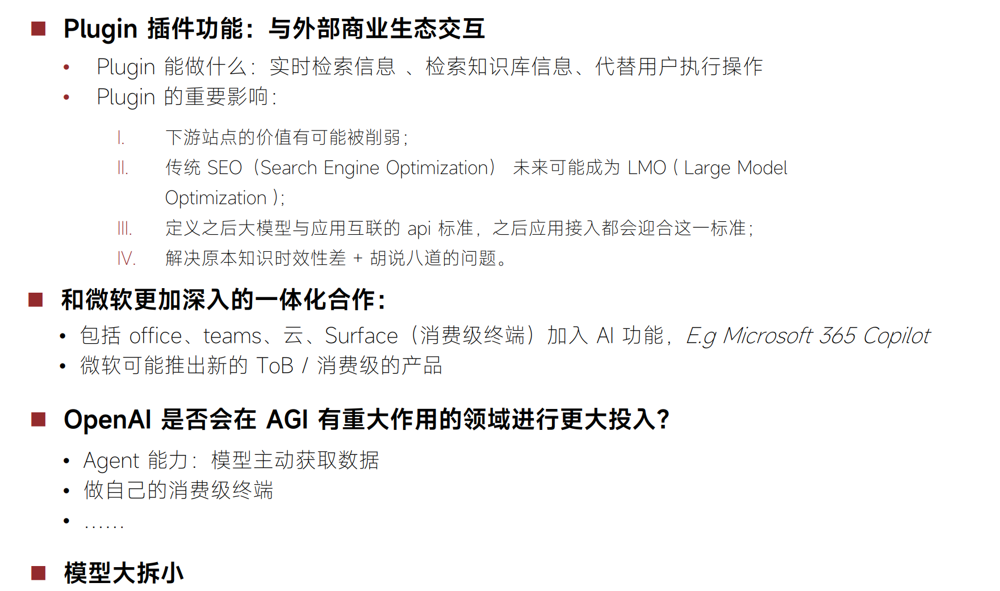 Plugin 插件功能：与外部商业生态交互
Plugin 能做什么：实时检索信息 、检索知识库信息、代替用户执行操作
Plugin 的重要影响：
I. 下游站点的价值有可能被削弱；
II. 传统 SEO（Search Engine Optimization） 未来可能成为 LMO ( Large Model
Optimization )；
III. 定义之后大模型与应用互联的 api 标准，之后应用接入都会迎合这一标准；
IV. 解决原本知识时效性差 + 胡说八道的问题。
和微软更加深入的一体化合作：
包括 office、teams、云、Surface（消费级终端）加入 AI 功能，E.g Microsoft 365 Copilot
微软可能推出新的 ToB / 消费级的产品
OpenAI 是否会在 AGI 有重大作用的领域进行更大投入？
Agent 能力：模型主动获取数据
做自己的消费级终端
……
模型大拆小